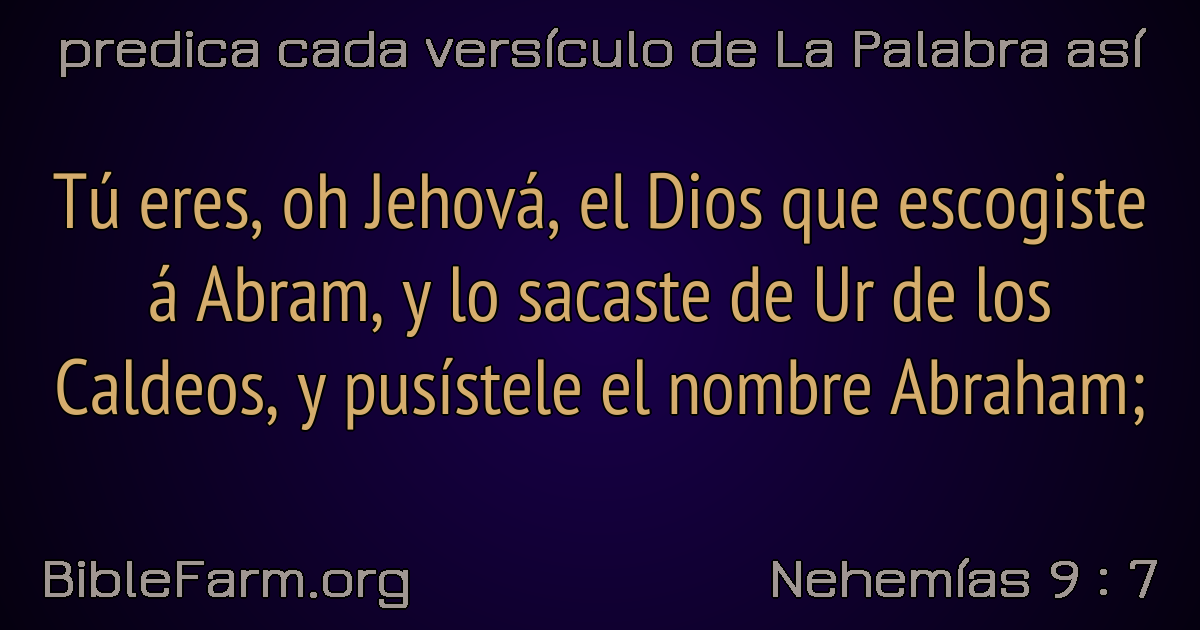 predica cada versículo de La Palabra así
Tú eres, oh Jehová, el Dios que escogiste
á Abram, y lo sacaste de Ur de los
Caldeos, y pusístele el nombre Abraham;
BibleFarm.org
Nehemías 9 : 7